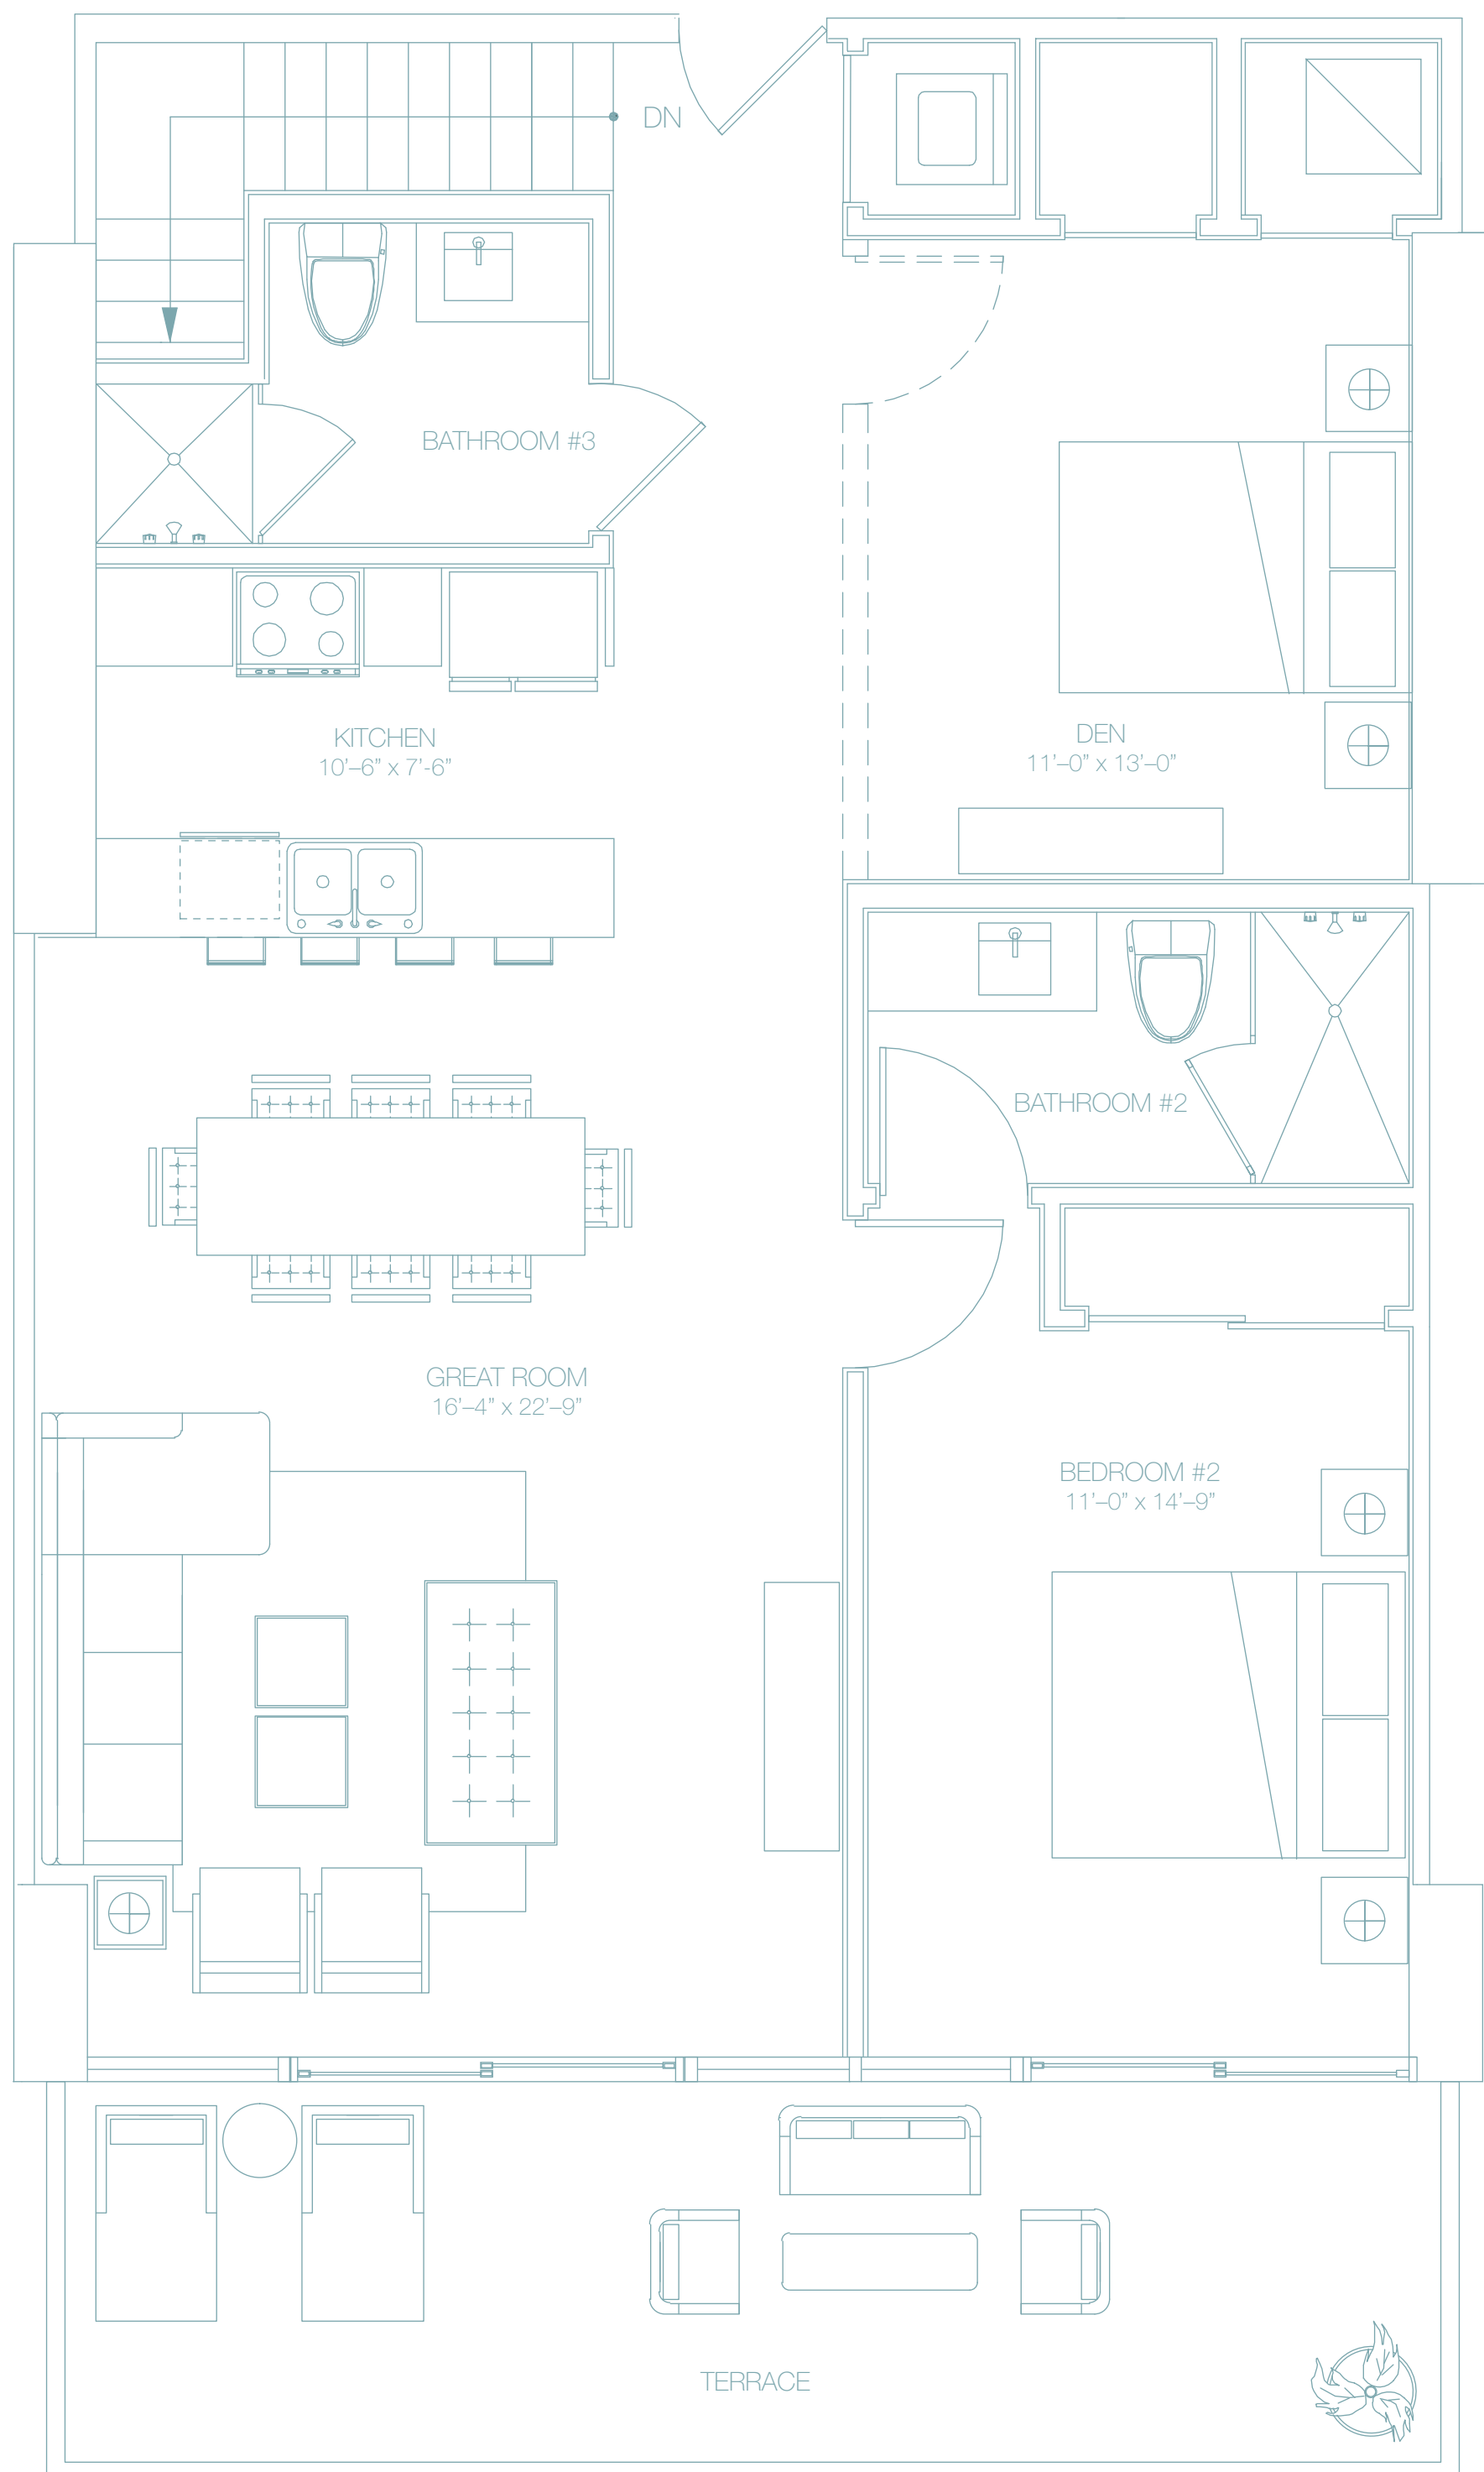 DN
BATHROOM #3
KITCHEN
10’–6” x 7’-6”
DEN
11’–0” x 13’–0”
BATHROOM #2
GREAT ROOM
16’–4” x 22’–9”
BEDROOM #2
11’–0” x 14’–9”
TERRACE